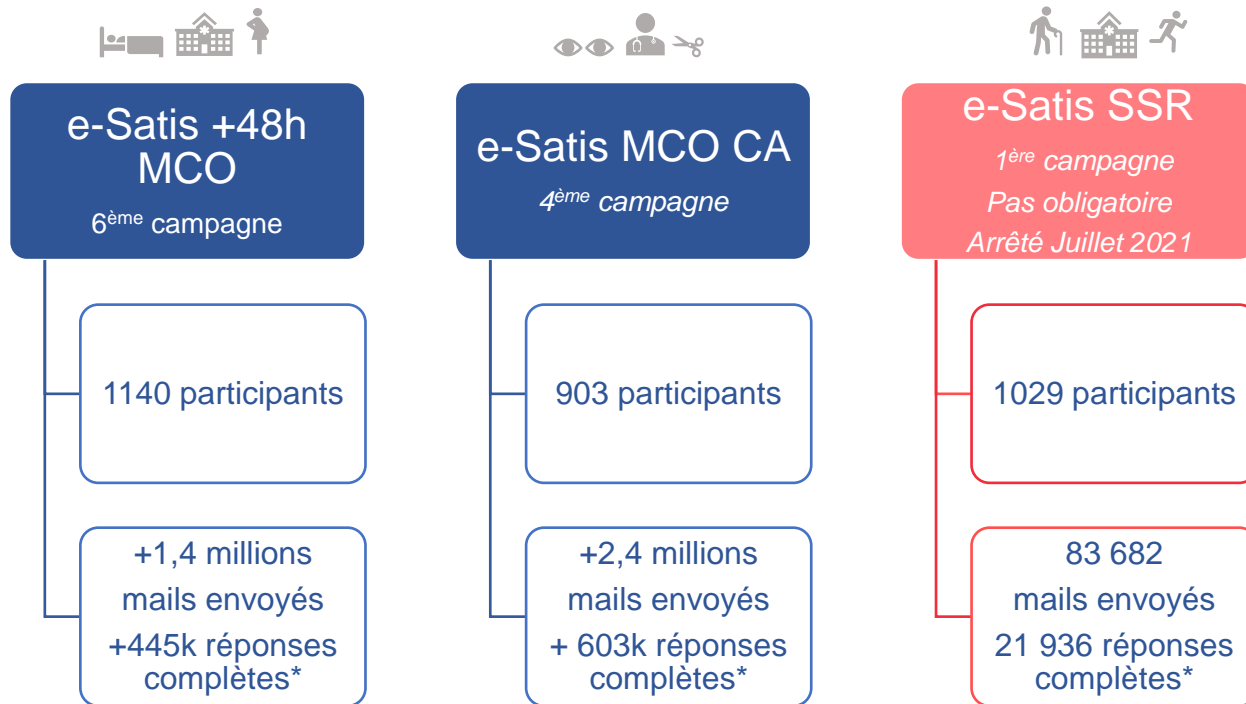 e-Satis +48h
MCO
6ème campagne
1140 participants
+1,4 millions
mails envoyés
+445k réponses
complètes*
e-Satis MCO CA
4ème campagne
903 participants
+2,4 millions
mails envoyés
+ 603k réponses
complètes*
e-Satis SSR
1ère campagne
Pas obligatoire
Arrêté Juillet 2021
1029 participants
83 682
mails envoyés
21 936 réponses
complètes*